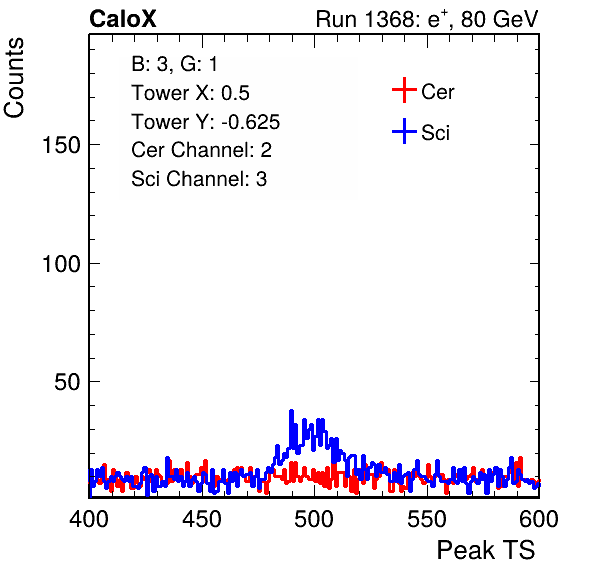 CaloX Run 1368: e⁺, 80 GeV
Counts
B: 3, G: 1
Tower X: 0.5
Tower Y: -0.625
Cer Channel: 2
Sci Channel: 3
Cer
Sci
150
100
50
400 450 500 550 600
Peak TS